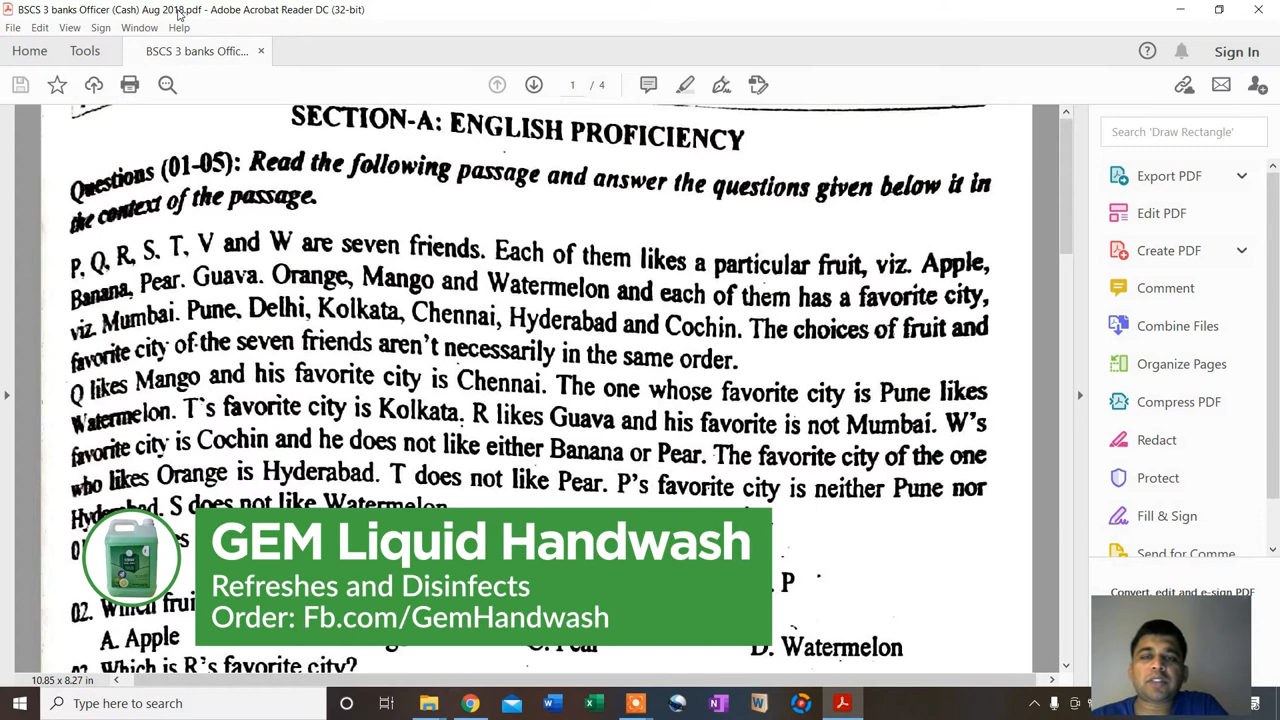 BSCS 3 banks Officer (Cash) Aug 2018.pdf - Adobe Acrobat Reader DC (32-bit)
File Edit View Sign Window Help
Home Tools BSCS 3 banks Offic... × Sign In
1 / 4
SECTION-A: ENGLISH PROFICIENCY
Questions (01-05): Read the following passage and answer the questions given below it in
the context of the passage.
P, Q, R, S, T, V and W are seven friends. Each of them likes a particular fruit, viz. Apple,
Banana, Pear. Guava. Orange, Mango and Watermelon and each of them has a favorite city,
viz. Mumbai. Pune, Delhi, Kolkata, Chennai, Hyderabad and Cochin. The choices of fruit and
favorite city of the seven friends aren't necessarily in the same order.
Q likes Mango and his favorite city is Chennai. The one whose favorite city is Pune likes
Watermelon. T's favorite city is Kolkata. R likes Guava and his favorite is not Mumbai. W's
favorite city is Cochin and he does not like either Banana or Pear. The favorite city of the one
who likes Orange is Hyderabad. T does not like Pear. P's favorite city is neither Pune nor
Hyderabad. S does not like Watermelon
P
02. Which frui
A. Apple D. Watermelon
03. Which is R's favorite city?
GEM Liquid Handwash
Refreshes and Disinfects
Order: Fb.com/GemHandwash
Search 'Draw Rectangle'
Export PDF
Edit PDF
Create PDF
Comment
Combine Files
Organize Pages
Compress PDF
Redact
Protect
Fill & Sign
Send for Comme
Convert, edit and e-sign PDF
10.85 x 8.27 in
Type here to search